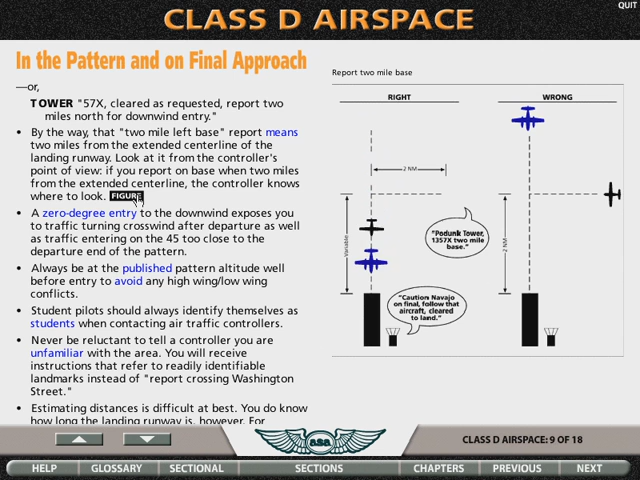 QUIT
CLASS D AIRSPACE
In the Pattern and on Final Approach
—or,
TOWER "57X, cleared as requested, report two
miles north for downwind entry."
• By the way, that "two mile left base" report means
two miles from the extended centerline of the
landing runway. Look at it from the controller's
point of view: if you report on base when two miles
from the extended centerline, the controller knows
where to look. FIGURE
• A zero-degree entry to the downwind exposes you
to traffic turning crosswind after departure as well
as traffic entering on the 45 too close to the
departure end of the pattern.
• Always be at the published pattern altitude well
before entry to avoid any high wing/low wing
conflicts.
• Student pilots should always identify themselves as
students when contacting air traffic controllers.
• Never be reluctant to tell a controller you are
unfamiliar with the area. You will receive
instructions that refer to readily identifiable
landmarks instead of "report crossing Washington
Street."
• Estimating distances is difficult at best. You do know
how long the landing runway is, however. For
Report two mile base
RIGHT
WRONG
2 NM
Variable
2 NM
"Podunk Tower,
1357X two mile
base."
"Caution Navajo
on final, follow that
aircraft, cleared
to land."
asa
CLASS D AIRSPACE: 9 OF 18
HELP
GLOSSARY
SECTIONAL
SECTIONS
CHAPTERS
PREVIOUS
NEXT